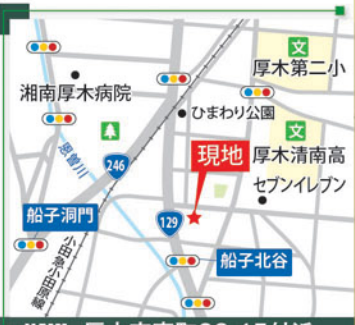 文
厚木第二小
湘南厚木病院
ひまわり公園
文
現地
厚木清南高
セブンイレブン
246
恩曽川
船子洞門
129
小田急小田原線
船子北谷